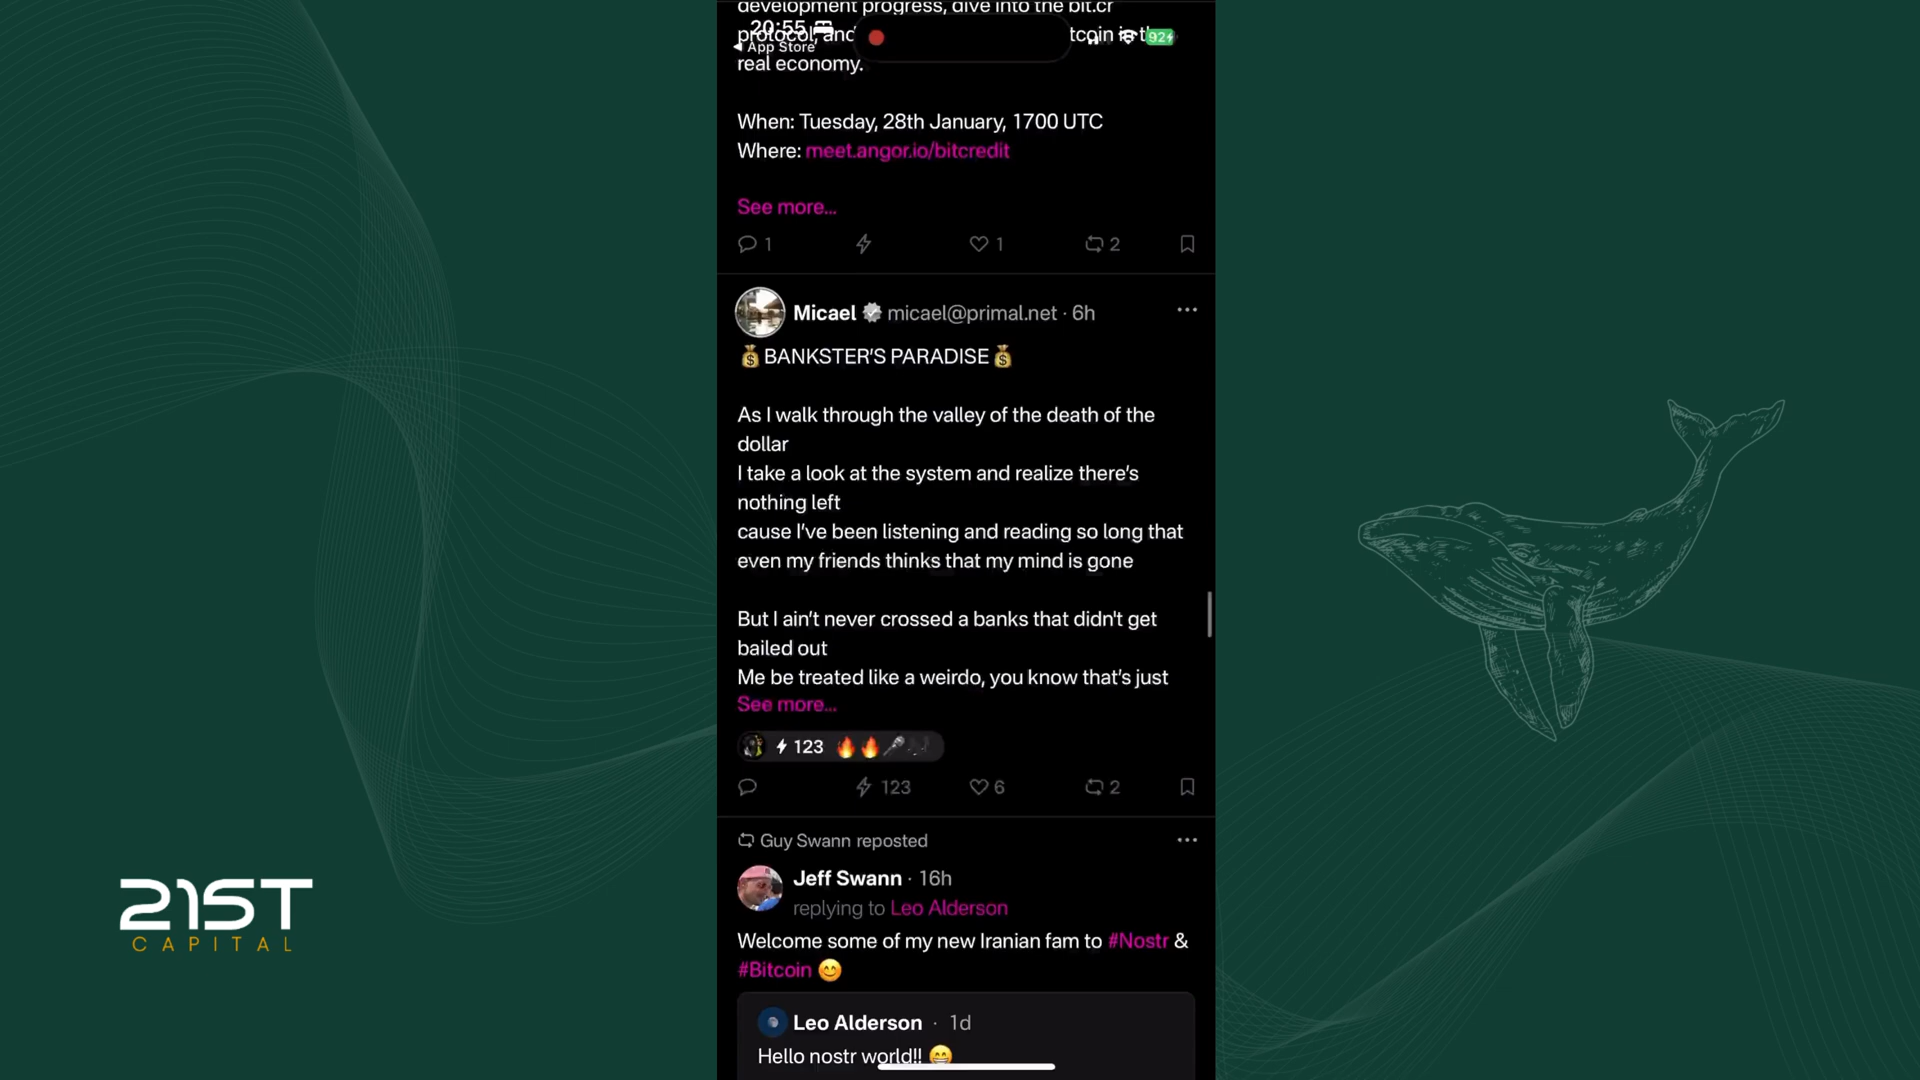 development progress, dive into the bit.cr
20:55
protocol, and
tcoin is th
92
App Store
real economy.
When: Tuesday, 28th January, 1700 UTC
Where: meet.angor.io/bitcredit
See more...
1
1
2
Micael micael@primal.net · 6h
💰BANKSTER'S PARADISE💰
As I walk through the valley of the death of the
dollar
I take a look at the system and realize there's
nothing left
cause I've been listening and reading so long that
even my friends thinks that my mind is gone
But I ain't never crossed a banks that didn't get
bailed out
Me be treated like a weirdo, you know that's just
See more...
123 🔥🔥🎤
123
6
2
Guy Swann reposted
Jeff Swann · 16h
replying to Leo Alderson
Welcome some of my new Iranian fam to #Nostr &
#Bitcoin 😊
Leo Alderson · 1d
Hello nostr world!! 😁
21ST
CAPITAL